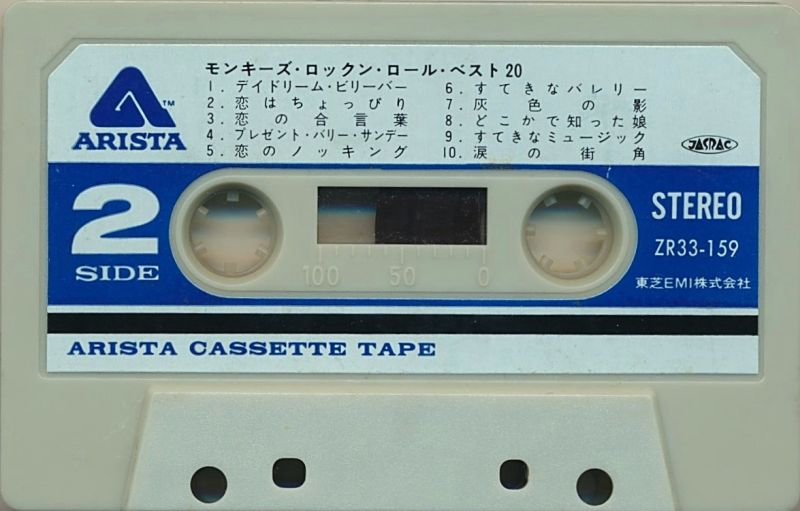 モンキーズ・ロックン・ロール・ベスト20
1. デイドリーム・ビリーバー
2. 恋はちょっぴり
3. 恋の合言葉
4. プレゼント・バリー・サンデー
5. 恋のノッキング
6. すてきなバレリー
7. 灰色の影
8. どこかで知った娘
9. すてきなミュージック
10. 涙の街角
ARISTA™
JASRAC
2
SIDE
STEREO
ZR33-159
東芝EMI株式会社
100 50 0
ARISTA CASSETTE TAPE